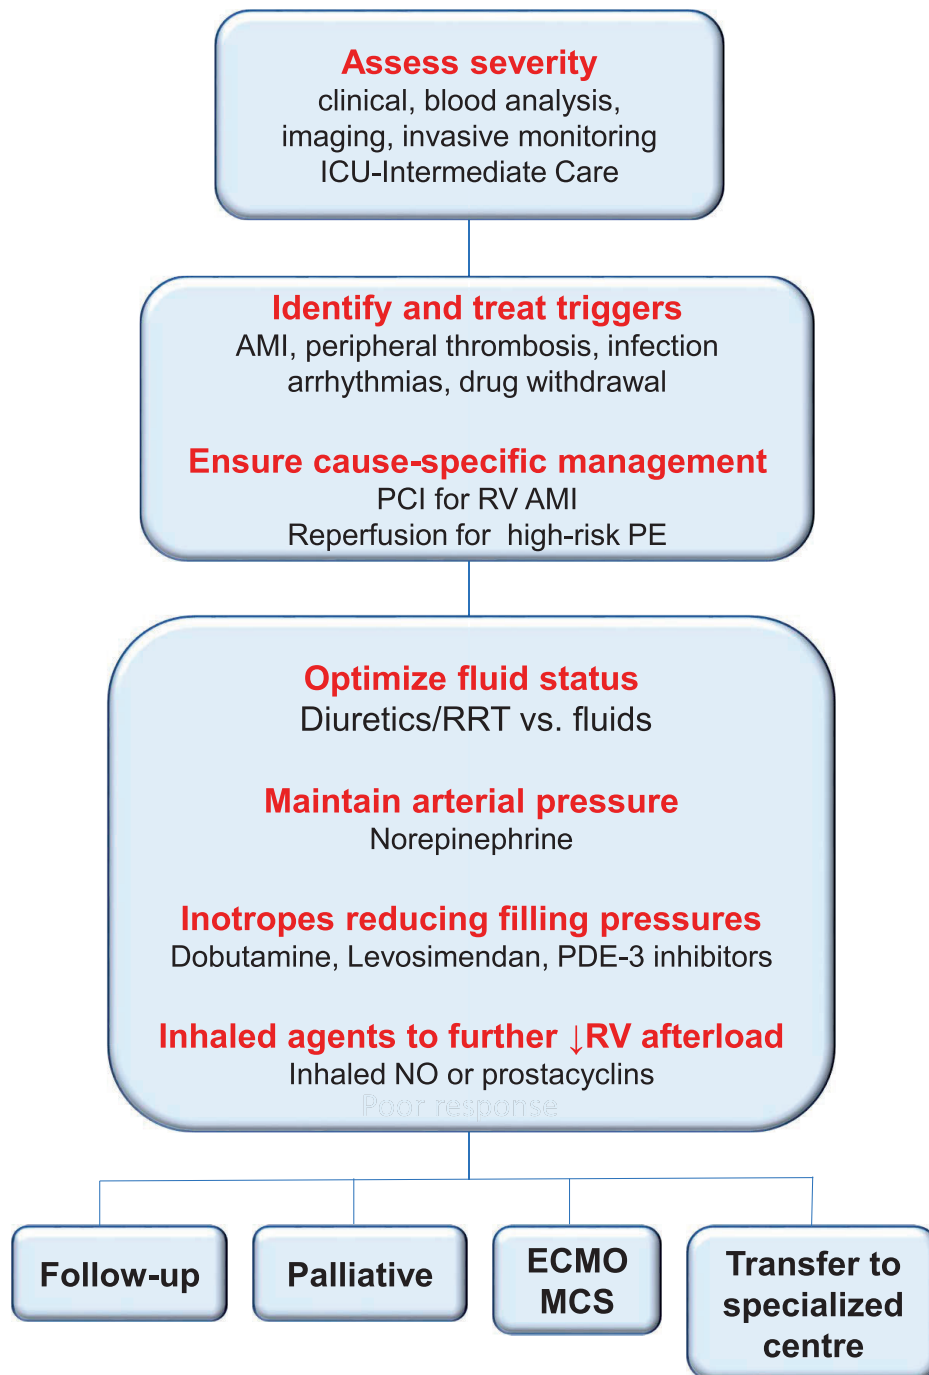 Assess severity
clinical, blood analysis,
imaging, invasive monitoring
ICU-Intermediate Care
Identify and treat triggers
AMI, peripheral thrombosis, infection
arrhythmias, drug withdrawal
Ensure cause-specific management
PCI for RV AMI
Reperfusion for high-risk PE
Optimize fluid status
Diuretics/RRT vs. fluids
Maintain arterial pressure
Norepinephrine
Inotropes reducing filling pressures
Dobutamine, Levosimendan, PDE-3 inhibitors
Inhaled agents to further ↓RV afterload
Inhaled NO or prostacyclins
Poor response
Follow-up
Palliative
ECMO
MCS
Transfer to
specialized
centre